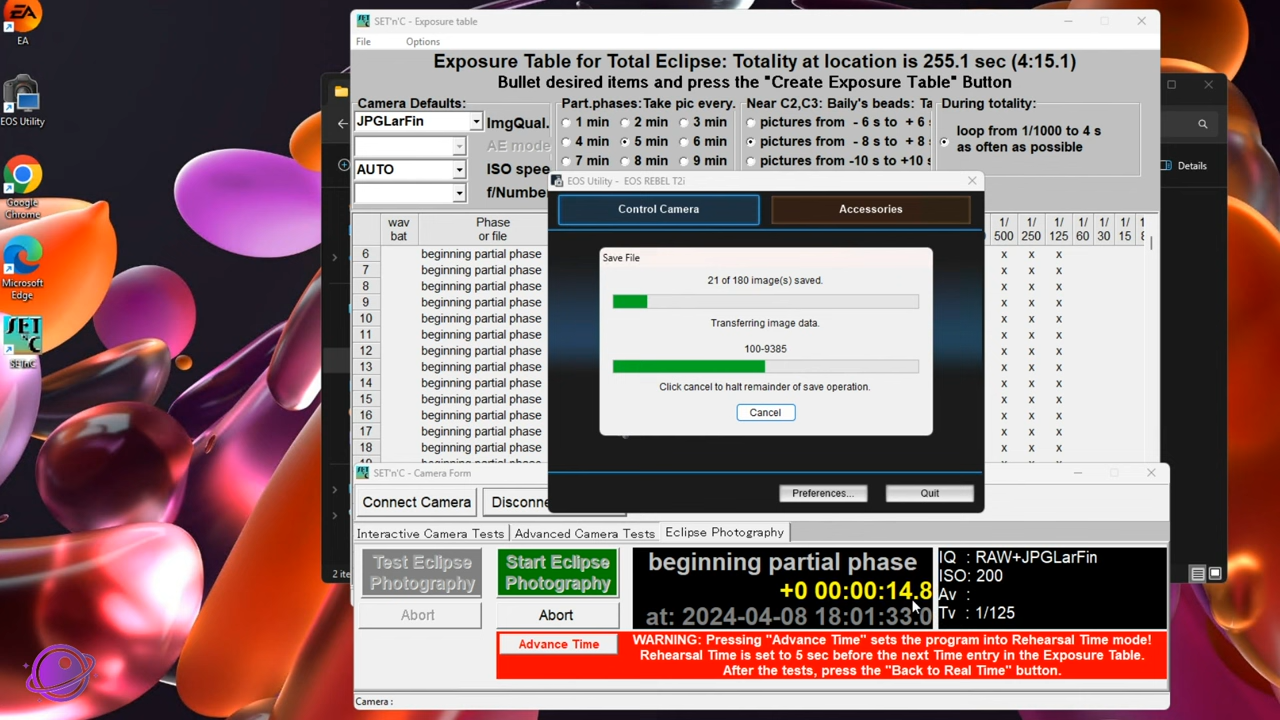 EA
EOS Utility
Google
Chrome
Microsoft
Edge
SET
n C
SETnC
SET'n'C - Exposure table
File
Options
Exposure Table for Total Eclipse: Totality at location is 255.1 sec (4:15.1)
Bullet desired items and press the "Create Exposure Table" Button
Camera Defaults:
JPGLarFin
ImgQual.
AE mode
AUTO
ISO spee
f/Number
Part.phases: Take pic every.
1 min 2 min 3 min
4 min 5 min 6 min
7 min 8 min 9 min
Near C2,C3: Baily's beads: Ta
pictures from - 6 s to + 6 s
pictures from - 8 s to + 8 s
pictures from -10 s to +10 s
During totality:
loop from 1/1000 to 4 s
as often as possible
Details
wav
bat
Phase
or file
1/
500
1/
250
1/
125
1/
60
1/
30
1/
15
1/
8
6 beginning partial phase x x x
7 beginning partial phase x x x
8 beginning partial phase x x x
9 beginning partial phase x x x
10 beginning partial phase x x x
11 beginning partial phase x x x
12 beginning partial phase x x x
13 beginning partial phase x x x
14 beginning partial phase x x x
15 beginning partial phase x x x
16 beginning partial phase x x x
17 beginning partial phase x x x
18 beginning partial phase x x x
EOS Utility - EOS REBEL T2i
Control Camera
Accessories
Save File
21 of 180 image(s) saved.
Transferring image data.
100-9385
Click cancel to halt remainder of save operation.
Cancel
Preferences...
Quit
SET'n'C - Camera Form
Connect Camera
Disconne
Interactive Camera Tests
Advanced Camera Tests
Eclipse Photography
Test Eclipse
Photography
Start Eclipse
Photography
Abort
Abort
beginning partial phase
+0 00:00:14.8
at: 2024-04-08 18:01:33.0
IQ : RAW+JPGLarFin
ISO: 200
Av :
Tv : 1/125
Advance Time
WARNING: Pressing "Advance Time" sets the program into Rehearsal Time mode!
Rehearsal Time is set to 5 sec before the next Time entry in the Exposure Table.
After the tests, press the "Back to Real Time" button.
2 ite
Camera :